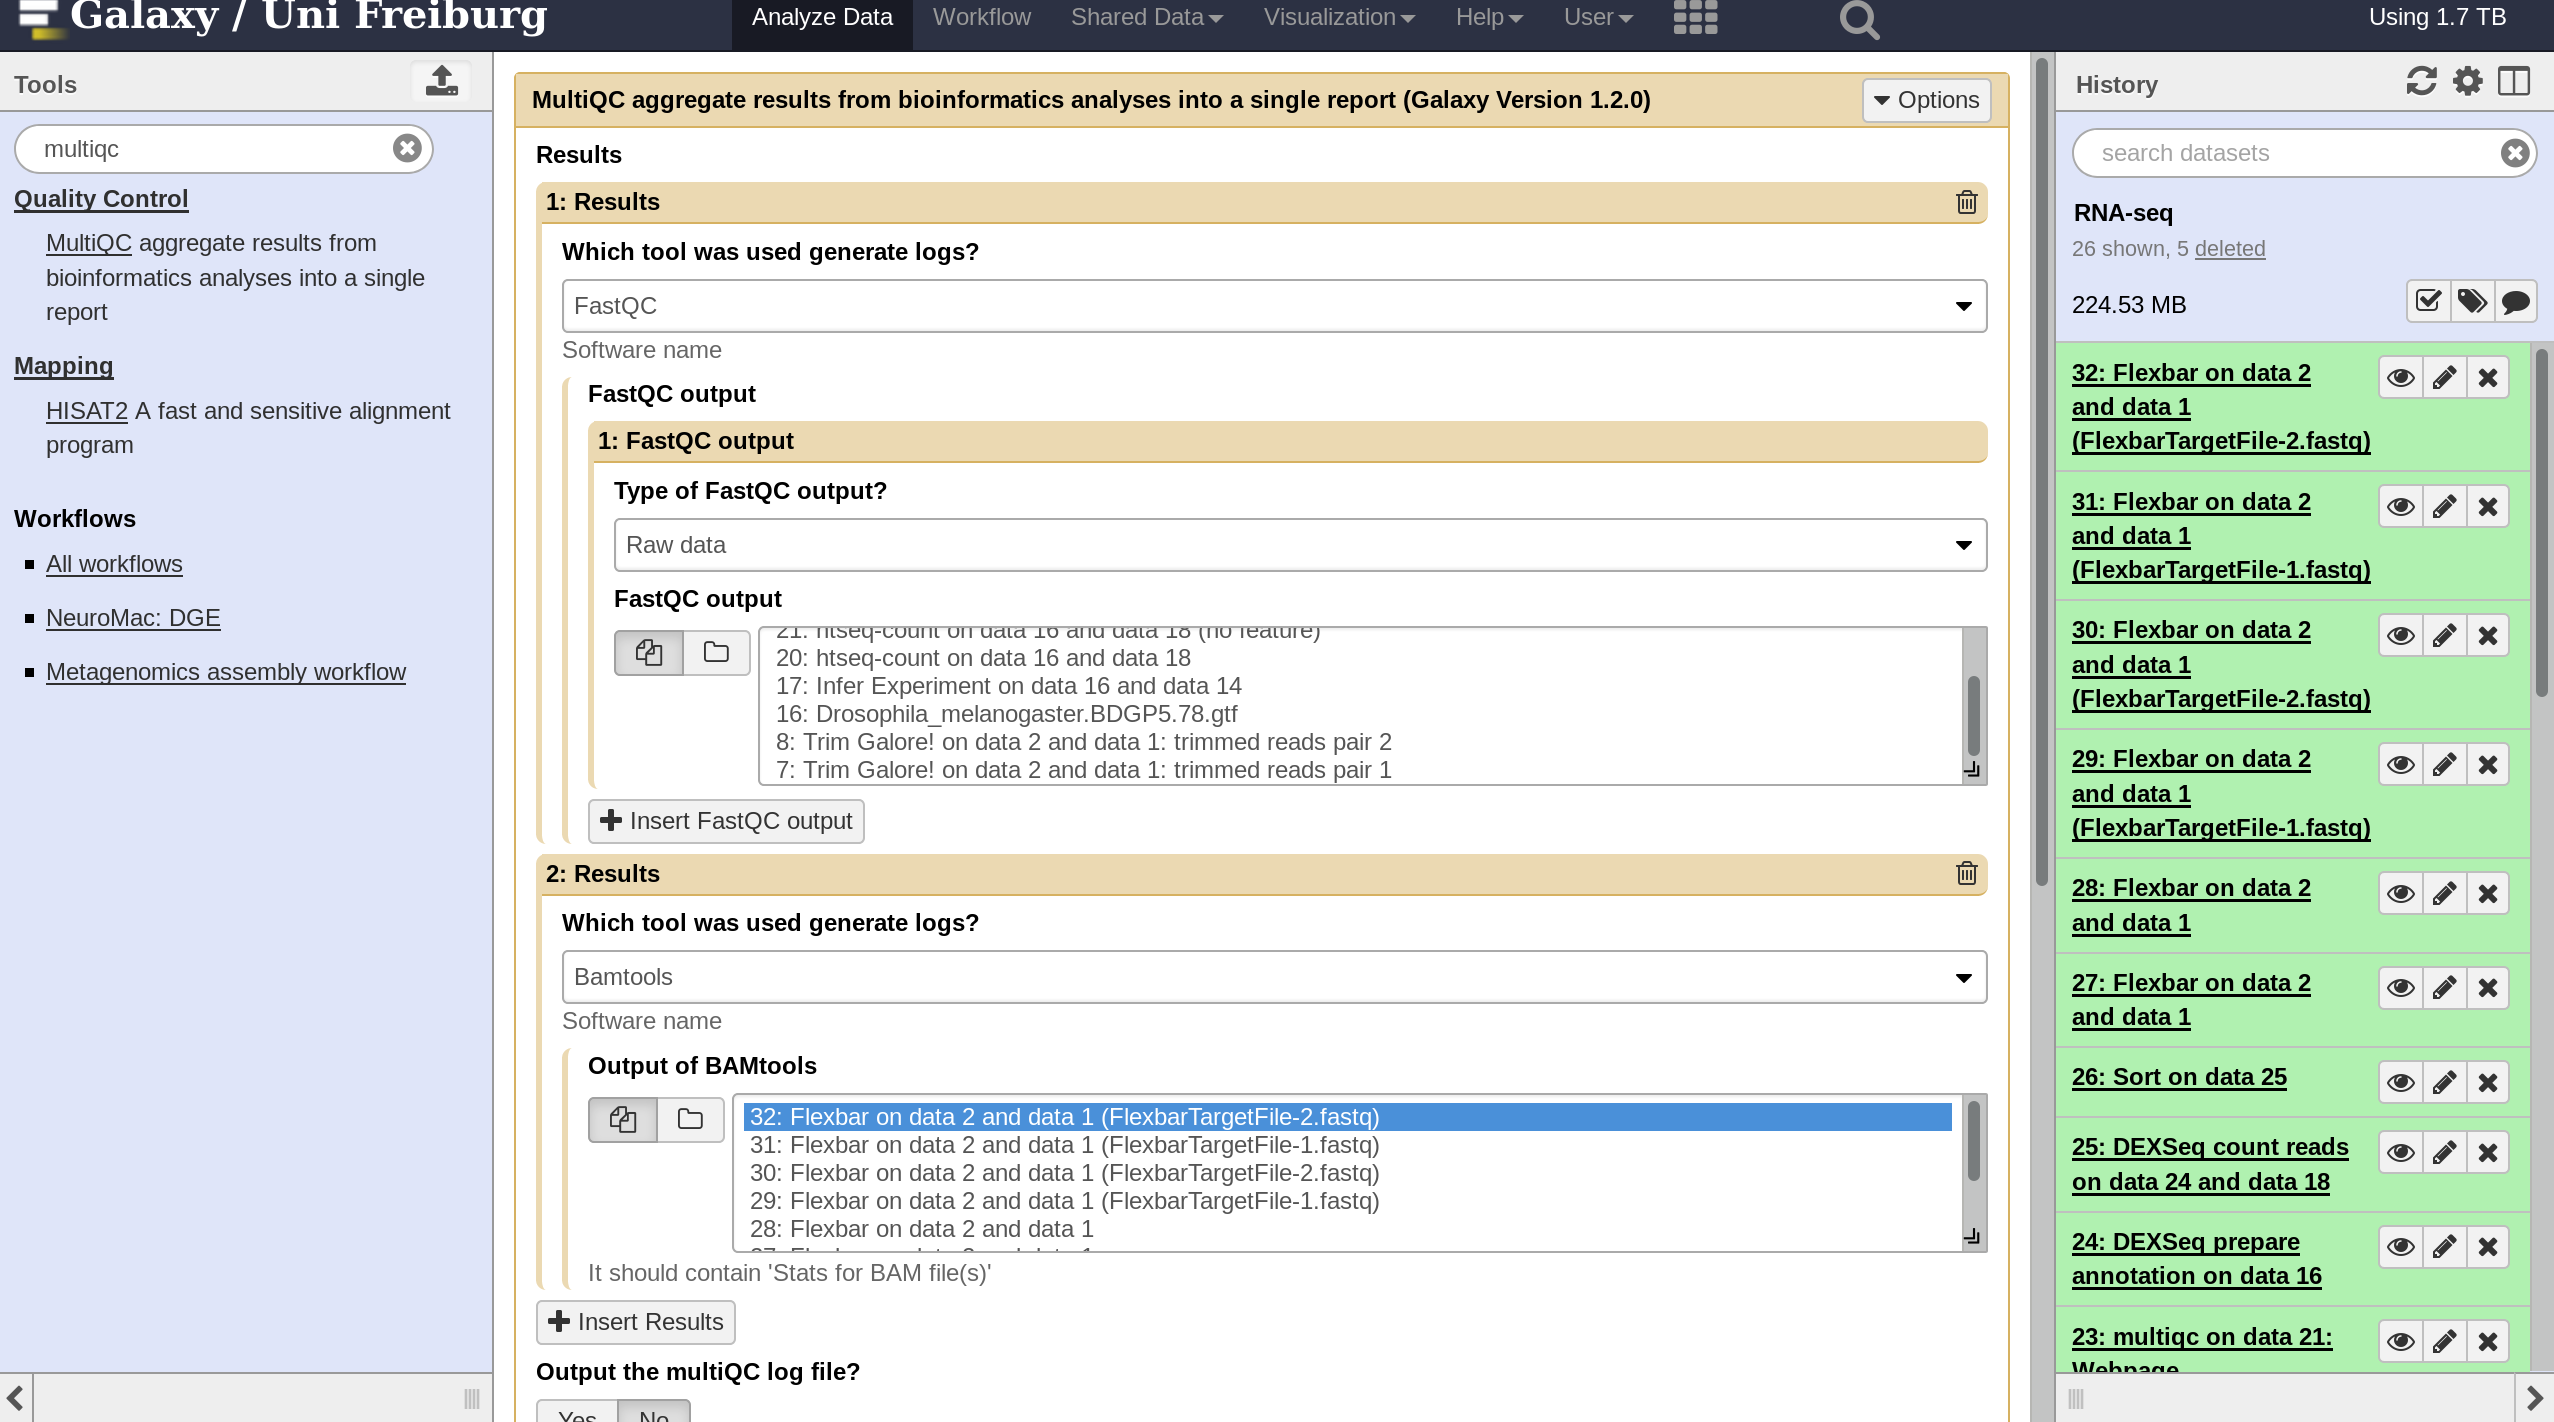 Galaxy / Uni Freiburg
Analyze Data
Workflow
Shared Data
Visualization
Help
User
Using 1.7 TB
Tools
multiqc
Quality Control
MultiQC aggregate results from
bioinformatics analyses into a single
report
Mapping
HISAT2 A fast and sensitive alignment
program
Workflows
All workflows
NeuroMac: DGE
Metagenomics assembly workflow
MultiQC aggregate results from bioinformatics analyses into a single report (Galaxy Version 1.2.0)
Options
Results
1: Results
Which tool was used generate logs?
FastQC
Software name
FastQC output
1: FastQC output
Type of FastQC output?
Raw data
FastQC output
21: htseq-count on data 16 and data 18 (no feature)
20: htseq-count on data 16 and data 18
17: Infer Experiment on data 16 and data 14
16: Drosophila_melanogaster.BDGP5.78.gtf
8: Trim Galore! on data 2 and data 1: trimmed reads pair 2
7: Trim Galore! on data 2 and data 1: trimmed reads pair 1
Insert FastQC output
2: Results
Which tool was used generate logs?
Bamtools
Software name
Output of BAMtools
32: Flexbar on data 2 and data 1 (FlexbarTargetFile-2.fastq)
31: Flexbar on data 2 and data 1 (FlexbarTargetFile-1.fastq)
30: Flexbar on data 2 and data 1 (FlexbarTargetFile-2.fastq)
29: Flexbar on data 2 and data 1 (FlexbarTargetFile-1.fastq)
28: Flexbar on data 2 and data 1
27: Flexbar on data 2 and data 1
It should contain 'Stats for BAM file(s)'
Insert Results
Output the multiQC log file?
Yes
No
History
search datasets
RNA-seq
26 shown, 5 deleted
224.53 MB
32: Flexbar on data 2
and data 1
(FlexbarTargetFile-2.fastq)
31: Flexbar on data 2
and data 1
(FlexbarTargetFile-1.fastq)
30: Flexbar on data 2
and data 1
(FlexbarTargetFile-2.fastq)
29: Flexbar on data 2
and data 1
(FlexbarTargetFile-1.fastq)
28: Flexbar on data 2
and data 1
27: Flexbar on data 2
and data 1
26: Sort on data 25
25: DEXSeq count reads
on data 24 and data 18
24: DEXSeq prepare
annotation on data 16
23: multiqc on data 21:
Webpage